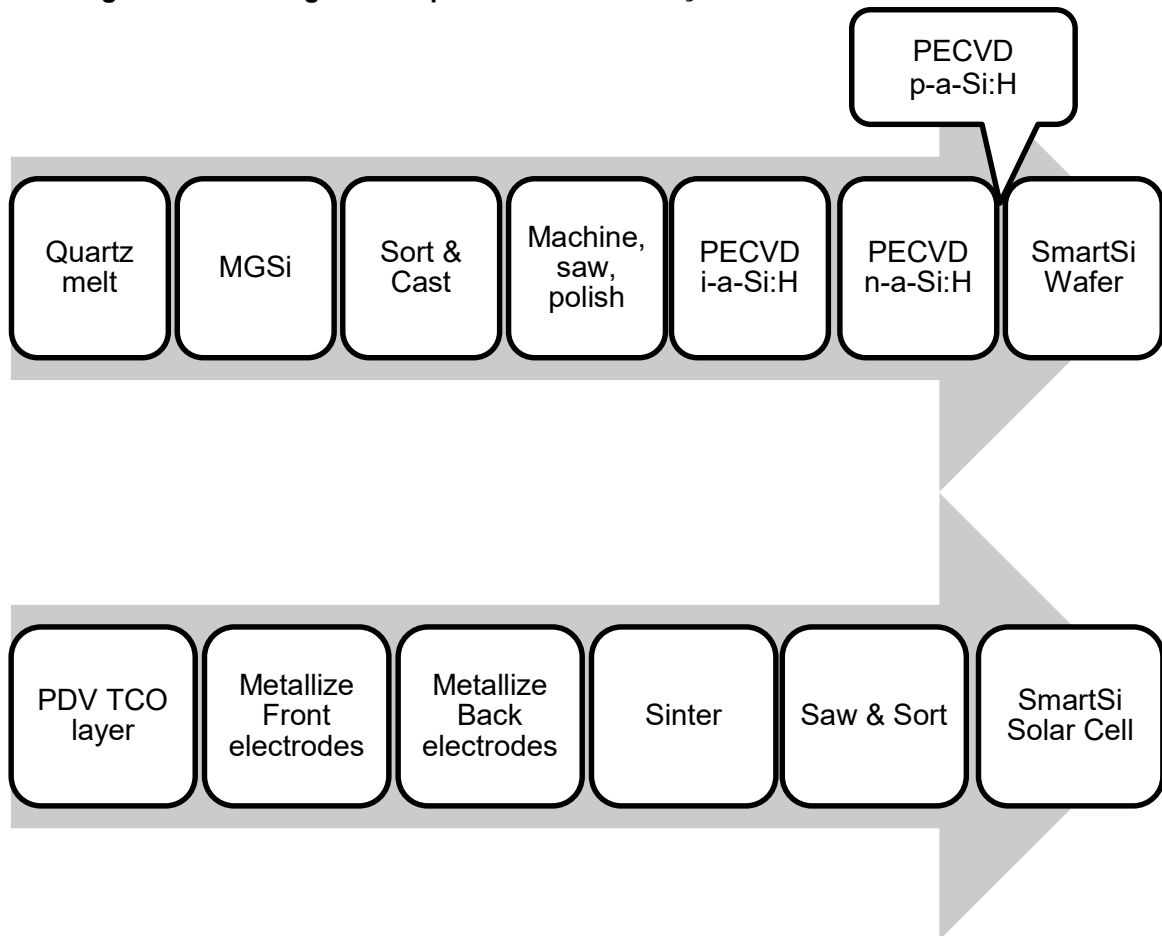 PECVD
p-a-Si:H
Quartz
melt
MGSi
Sort &
Cast
Machine,
saw,
polish
PECVD
i-a-Si:H
PECVD
n-a-Si:H
SmartSi
Wafer
PDV TCO
layer
Metallize
Front
electrodes
Metallize
Back
electrodes
Sinter
Saw & Sort
SmartSi
Solar Cell